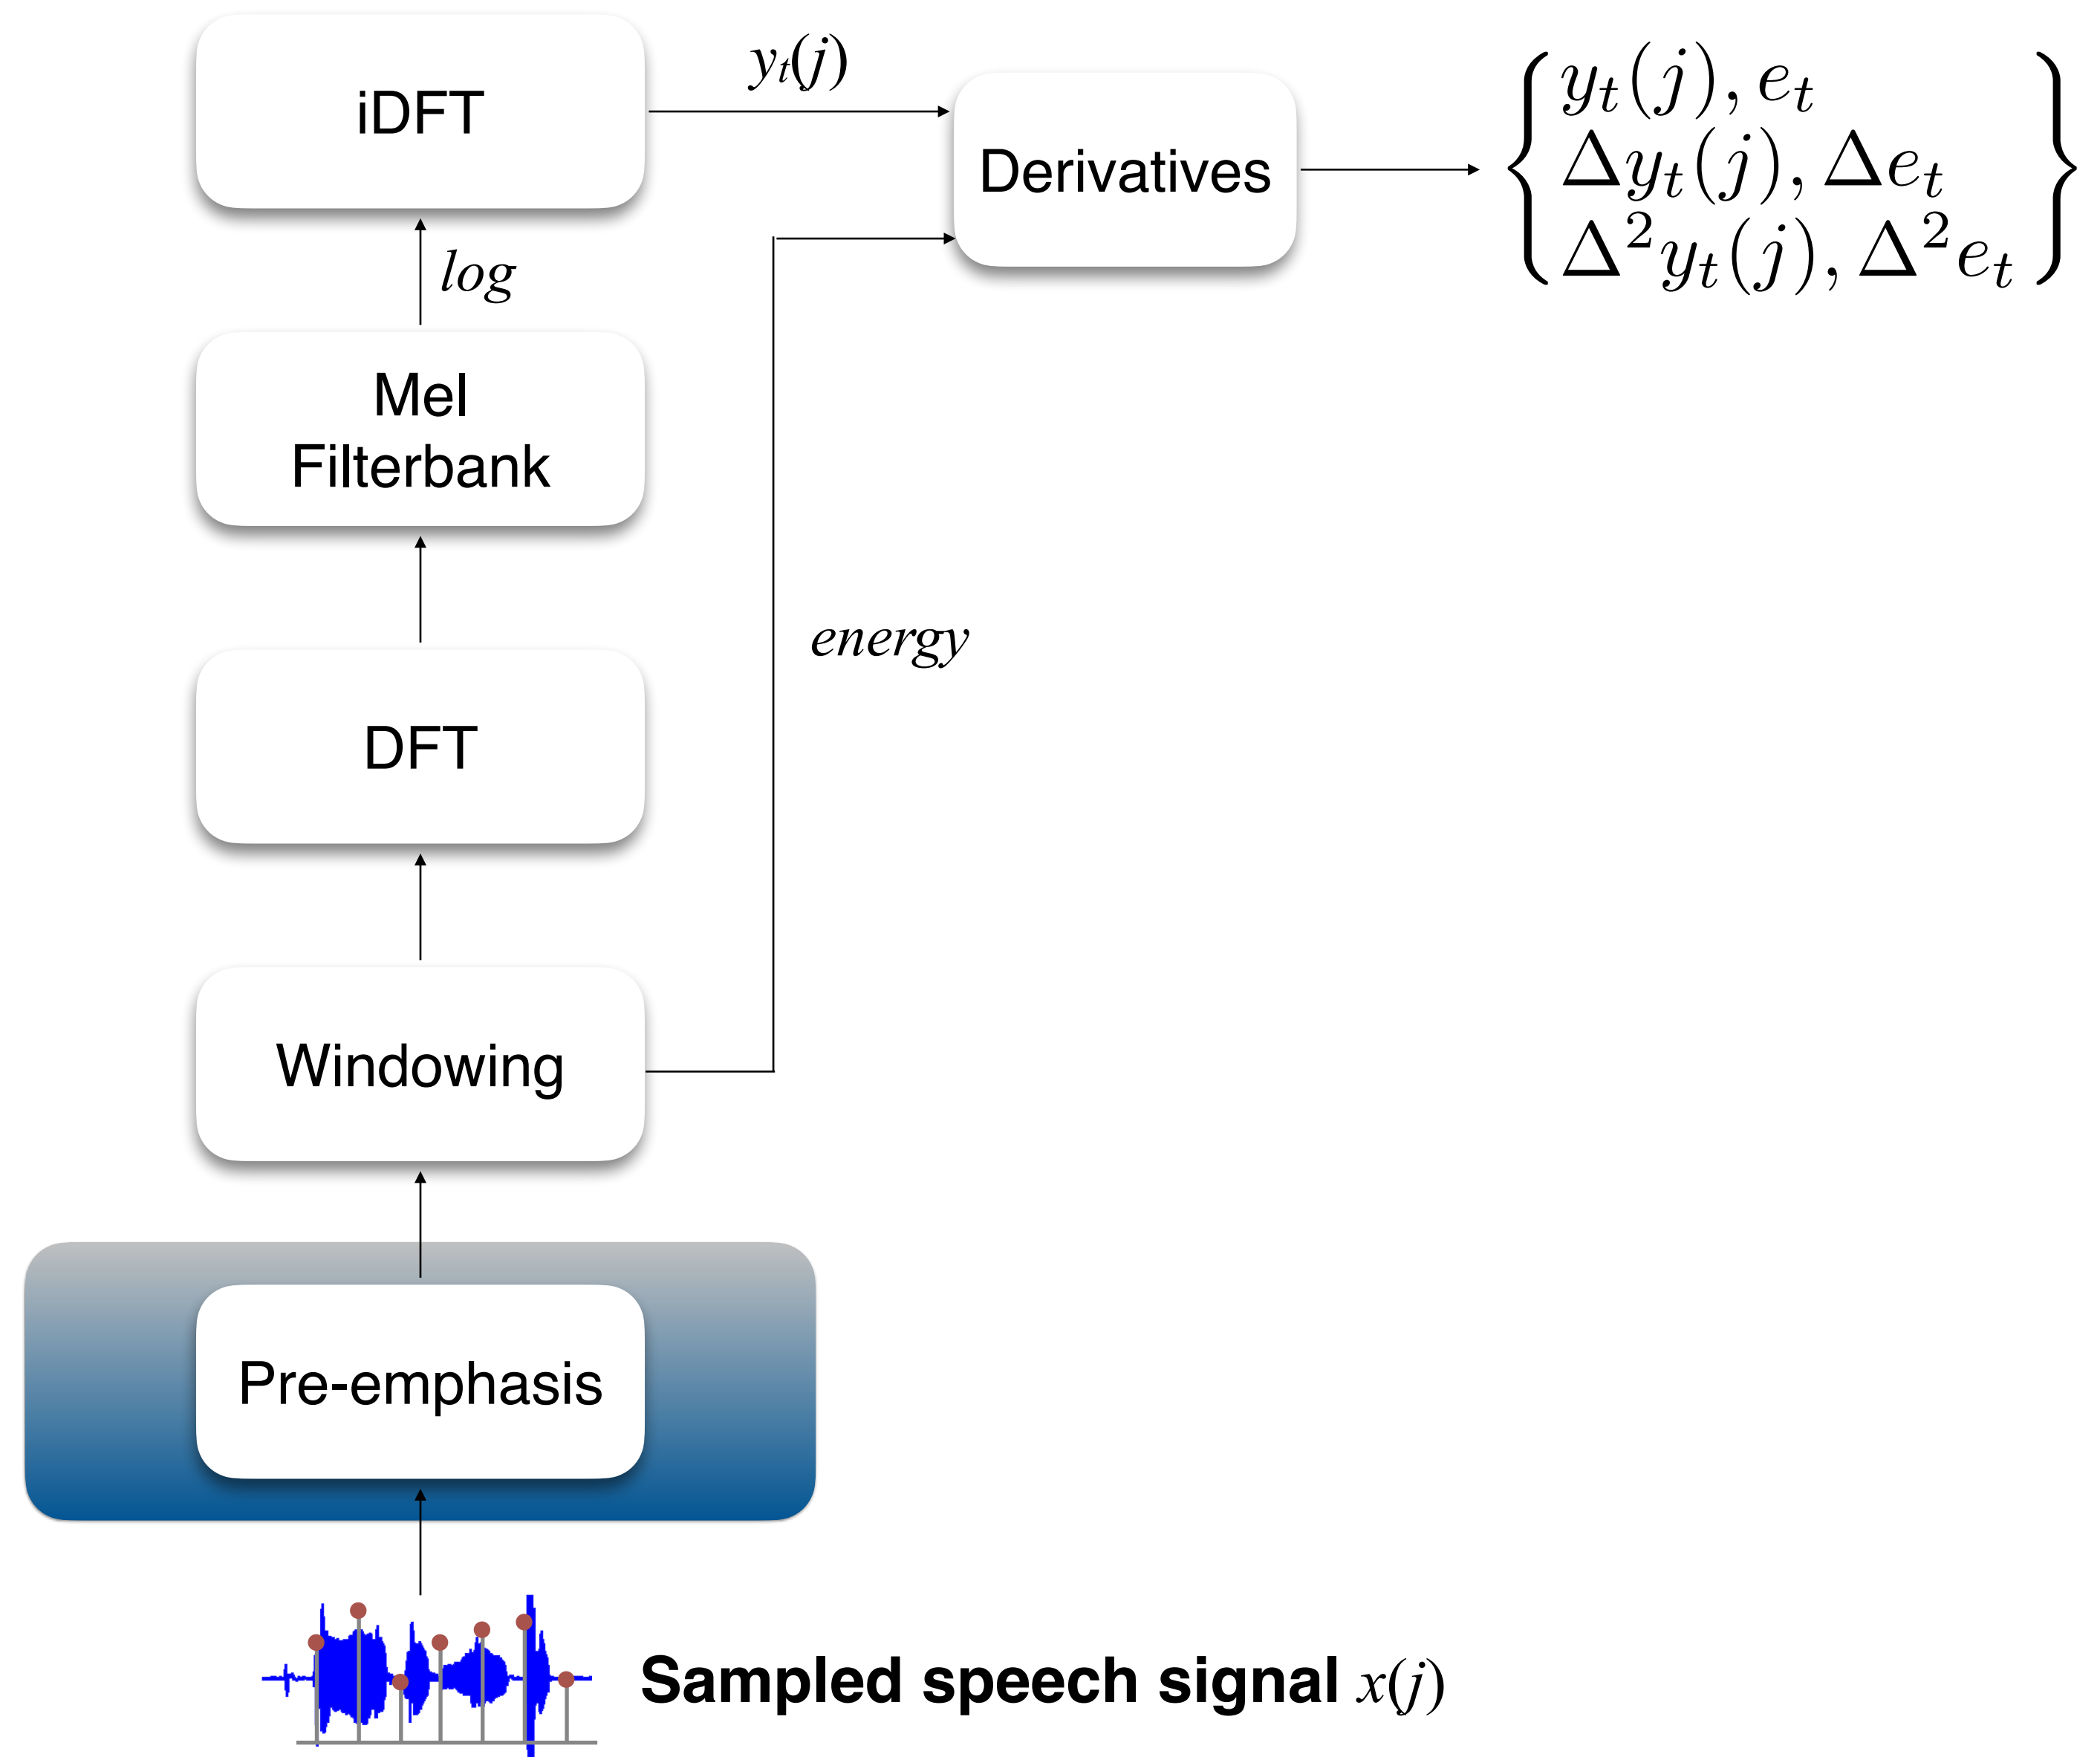 iDFT
yₜ(j)
Derivatives
yₜ(j), eₜ
Δyₜ(j), Δeₜ
Δ²yₜ(j), Δ²eₜ
log
Mel
Filterbank
energy
DFT
Windowing
Pre-emphasis
Sampled speech signal x(j)